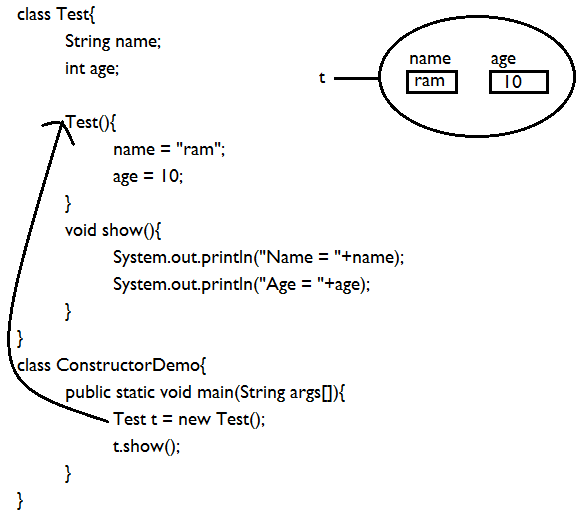 class Test{
String name;
int age;
Test(){
name = "ram";
age = 10;
}
void show(){
System.out.println("Name = "+name);
System.out.println("Age = "+age);
}
}
class ConstructorDemo{
public static void main(String args[]){
Test t = new Test();
t.show();
}
}
name age
t ram 10